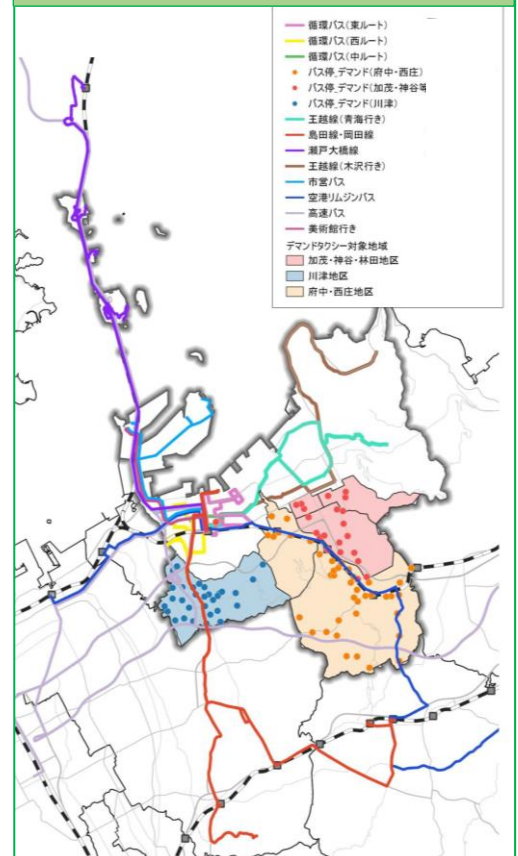 循環バス(東ルート)
循環バス(西ルート)
循環バス(中ルート)
バス停_デマンド(府中・西庄)
バス停_デマンド(加茂・神谷等
バス停_デマンド(川津)
王越線(青海行き)
島田線・岡田線
瀬戸大橋線
王越線(木沢行き)
市営バス
空港リムジンバス
高速バス
美術館行き
デマンドタクシー対象地域
加茂・神谷・林田地区
川津地区
府中・西庄地区